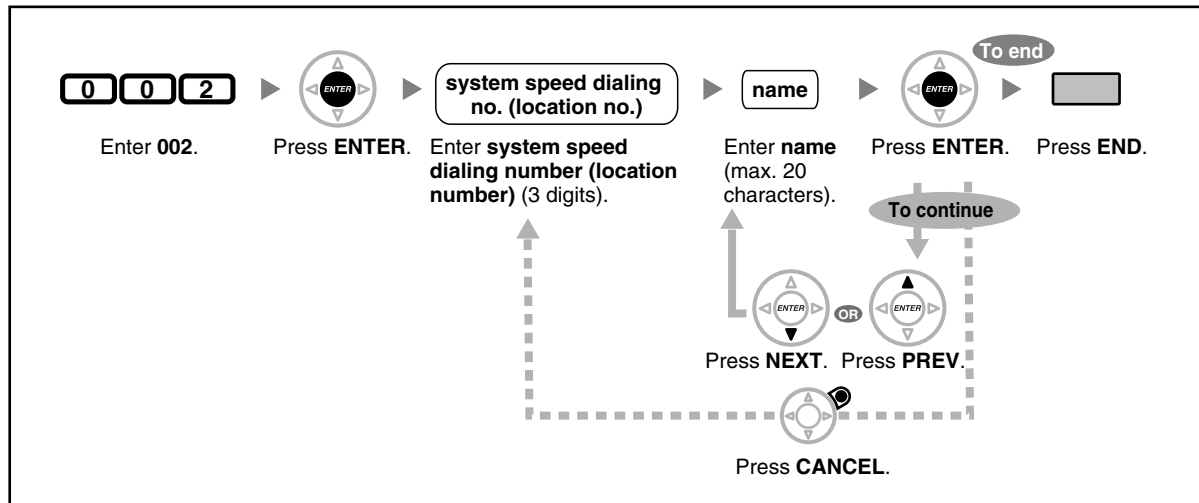 To end
0 0 2
ENTER
system speed dialing
no. (location no.)
name
ENTER
Enter 002.
Press ENTER.
Enter system speed
dialing number (location
number) (3 digits).
Enter name
(max. 20
characters).
Press ENTER.
Press END.
To continue
ENTER
OR
ENTER
Press NEXT.
Press PREV.
Press CANCEL.